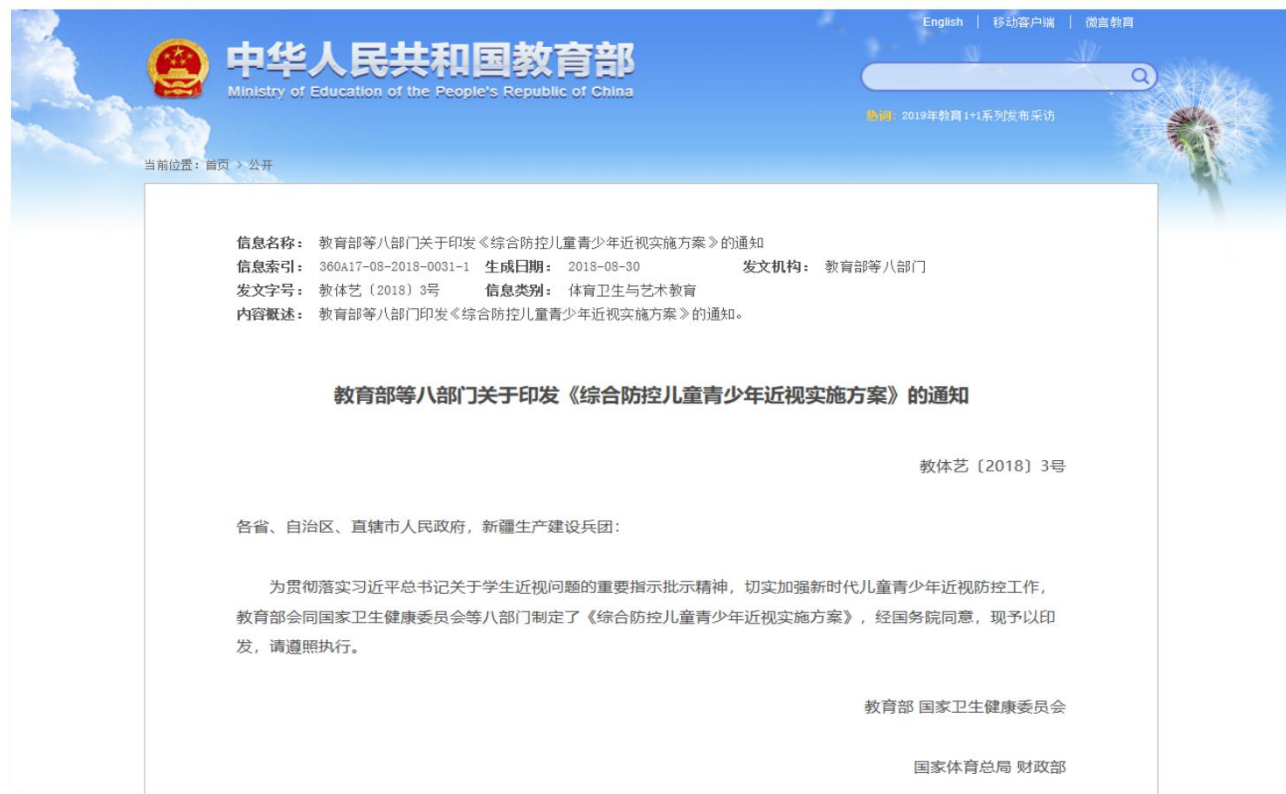 English | 移动客户端 | 微言教育
中华人民共和国教育部
Ministry of Education of the People's Republic of China
热词：2019年教育1+1系列发布采访
当前位置：首页 > 公开
信息名称： 教育部等八部门关于印发《综合防控儿童青少年近视实施方案》的通知
信息索引： 360A17-08-2018-0031-1 生成日期： 2018-08-30 发文机构： 教育部等八部门
发文字号： 教体艺〔2018〕3号 信息类别： 体育卫生与艺术教育
内容概述： 教育部等八部门印发《综合防控儿童青少年近视实施方案》的通知。
教育部等八部门关于印发《综合防控儿童青少年近视实施方案》的通知
教体艺〔2018〕3号
各省、自治区、直辖市人民政府，新疆生产建设兵团：
为贯彻落实习近平总书记关于学生近视问题的重要指示批示精神，切实加强新时代儿童青少年近视防控工作，
教育部会同国家卫生健康委员会等八部门制定了《综合防控儿童青少年近视实施方案》，经国务院同意，现予以印
发，请遵照执行。
教育部 国家卫生健康委员会
国家体育总局 财政部